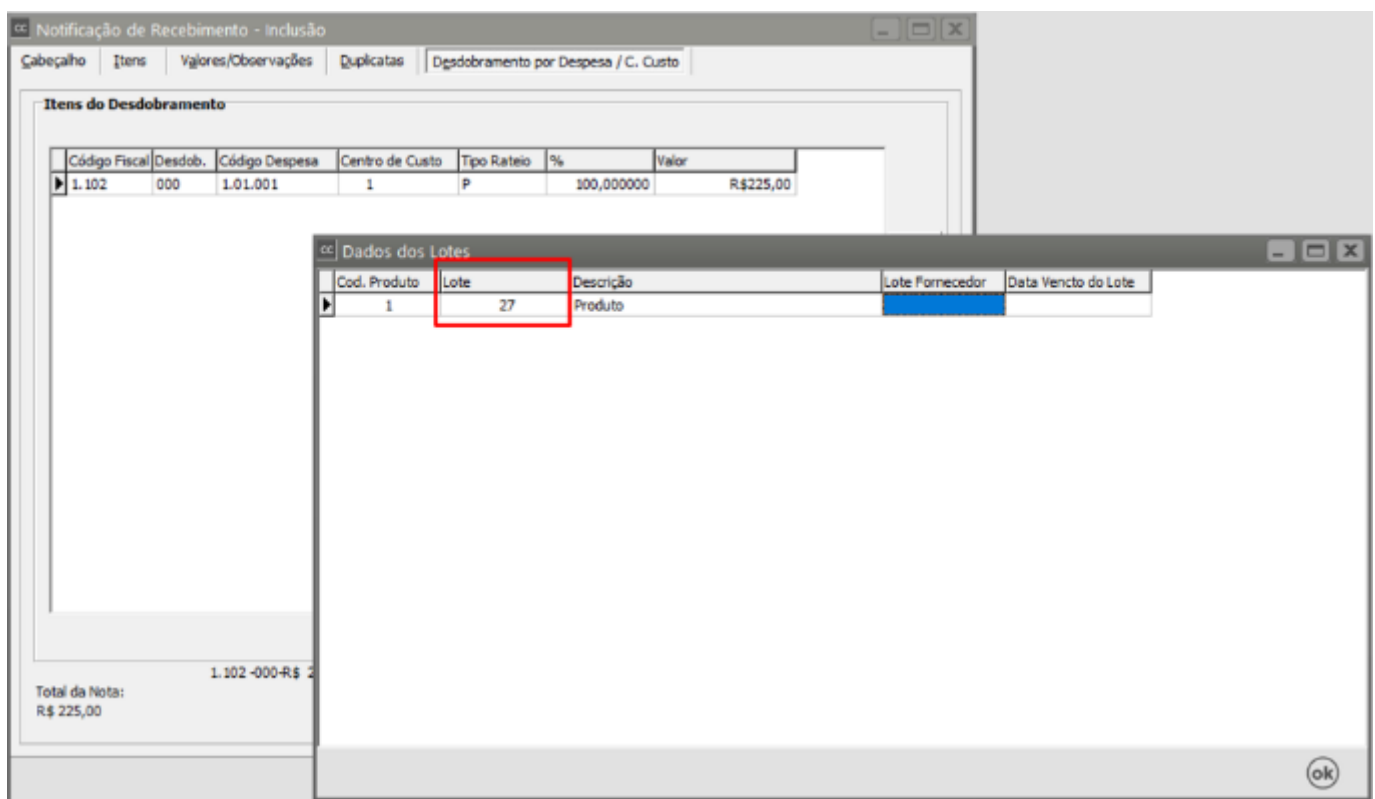 cc Notificação de Recebimento - Inclusão
Cabeçalho Itens Valores/Observações Duplicatas Desdobramento por Despesa / C. Custo
Itens do Desdobramento
Código Fiscal Desdob. Código Despesa Centro de Custo Tipo Rateio % Valor
1.102 000 1.01.001 1 P 100,000000 R$225,00
cc Dados dos Lotes
Cod. Produto Lote Descrição Lote Fornecedor Data Vencto do Lote
1 27 Produto
1.102 -000-R$ 2
Total da Nota:
R$ 225,00
ok